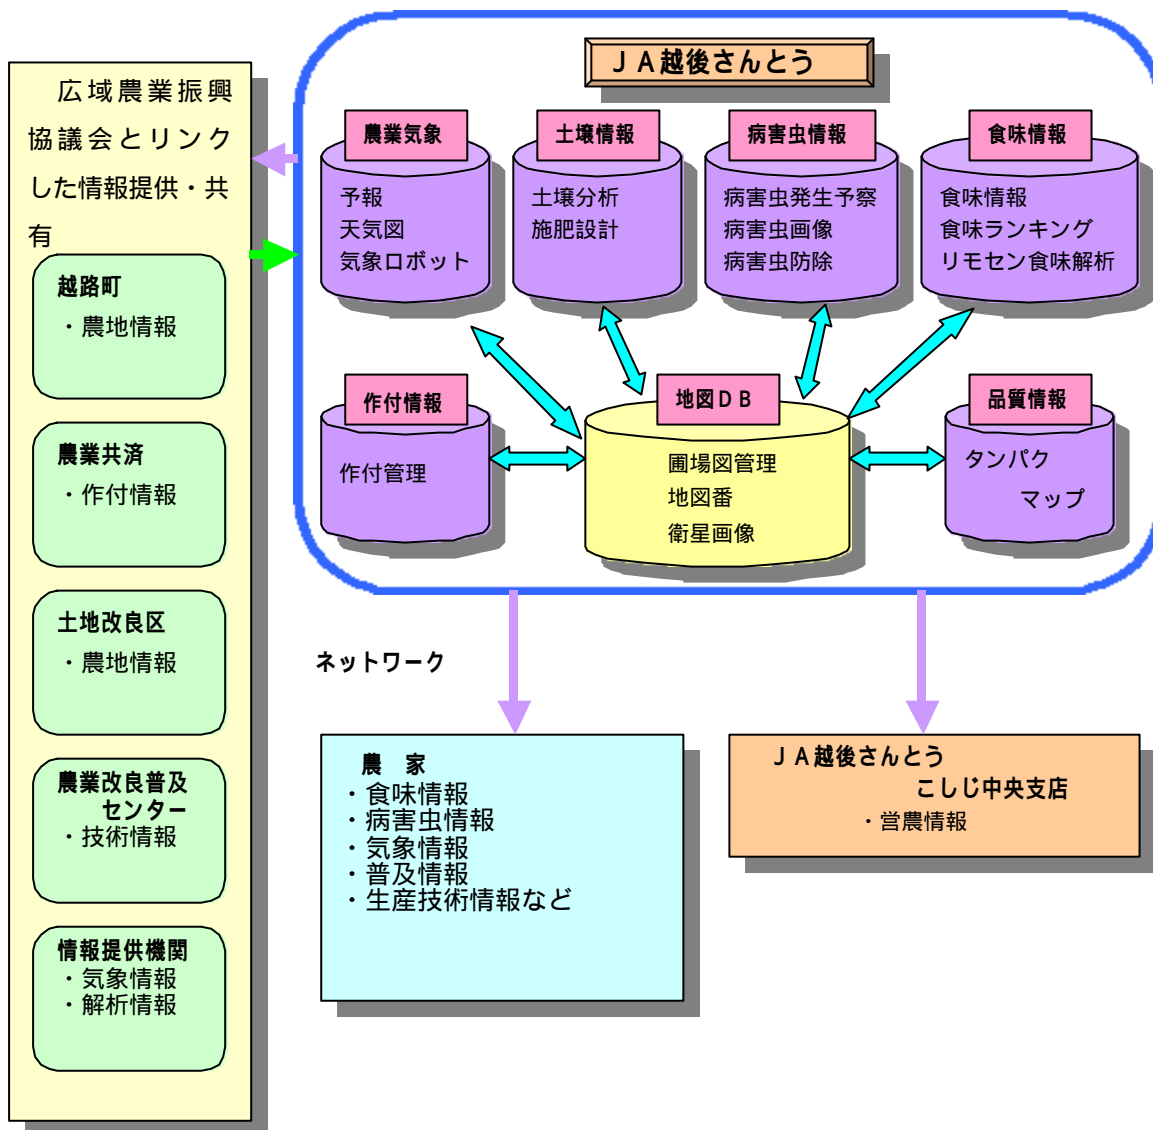 広域農業振興
協議会とリンク
した情報提供・共
有
越路町
・農地情報
農業共済
・作付情報
土地改良区
・農地情報
農業改良普及
センター
・技術情報
情報提供機関
・気象情報
・解析情報
ＪＡ越後さんとう
農業気象
予報
天気図
気象ロボット
土壌情報
土壌分析
施肥設計
病害虫情報
病害虫発生予察
病害虫画像
病害虫防除
食味情報
食味情報
食味ランキング
リモセン食味解析
作付情報
作付管理
地図ＤＢ
圃場図管理
地図番
衛星画像
品質情報
タンパク
マップ
ネットワーク
農　家
・食味情報
・病害虫情報
・気象情報
・普及情報
・生産技術情報など
ＪＡ越後さんとう
こしじ中央支店
・営農情報